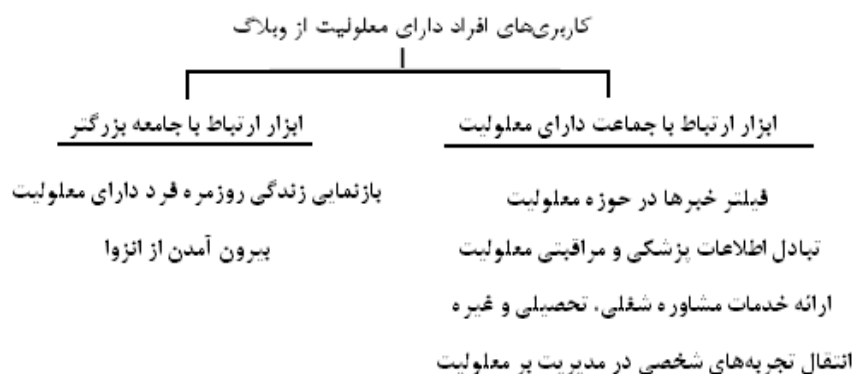 کاربری‌های افراد دارای معلولیت از وبلاگ
ابزار ارتباط با جماعت دارای معلولیت
فیلتر خبرها در حوزه معلولیت
تبادل اطلاعات پزشکی و مراقبتی معلولیت
ارائه خدمات مشاوره شغلی، تحصیلی و غیره
انتقال تجربه‌های شخصی در مدیریت بر معلولیت
ابزار ارتباط با جامعه بزرگتر
بازنمایی زندگی روزمره فرد دارای معلولیت
بیرون آمدن از انزوا